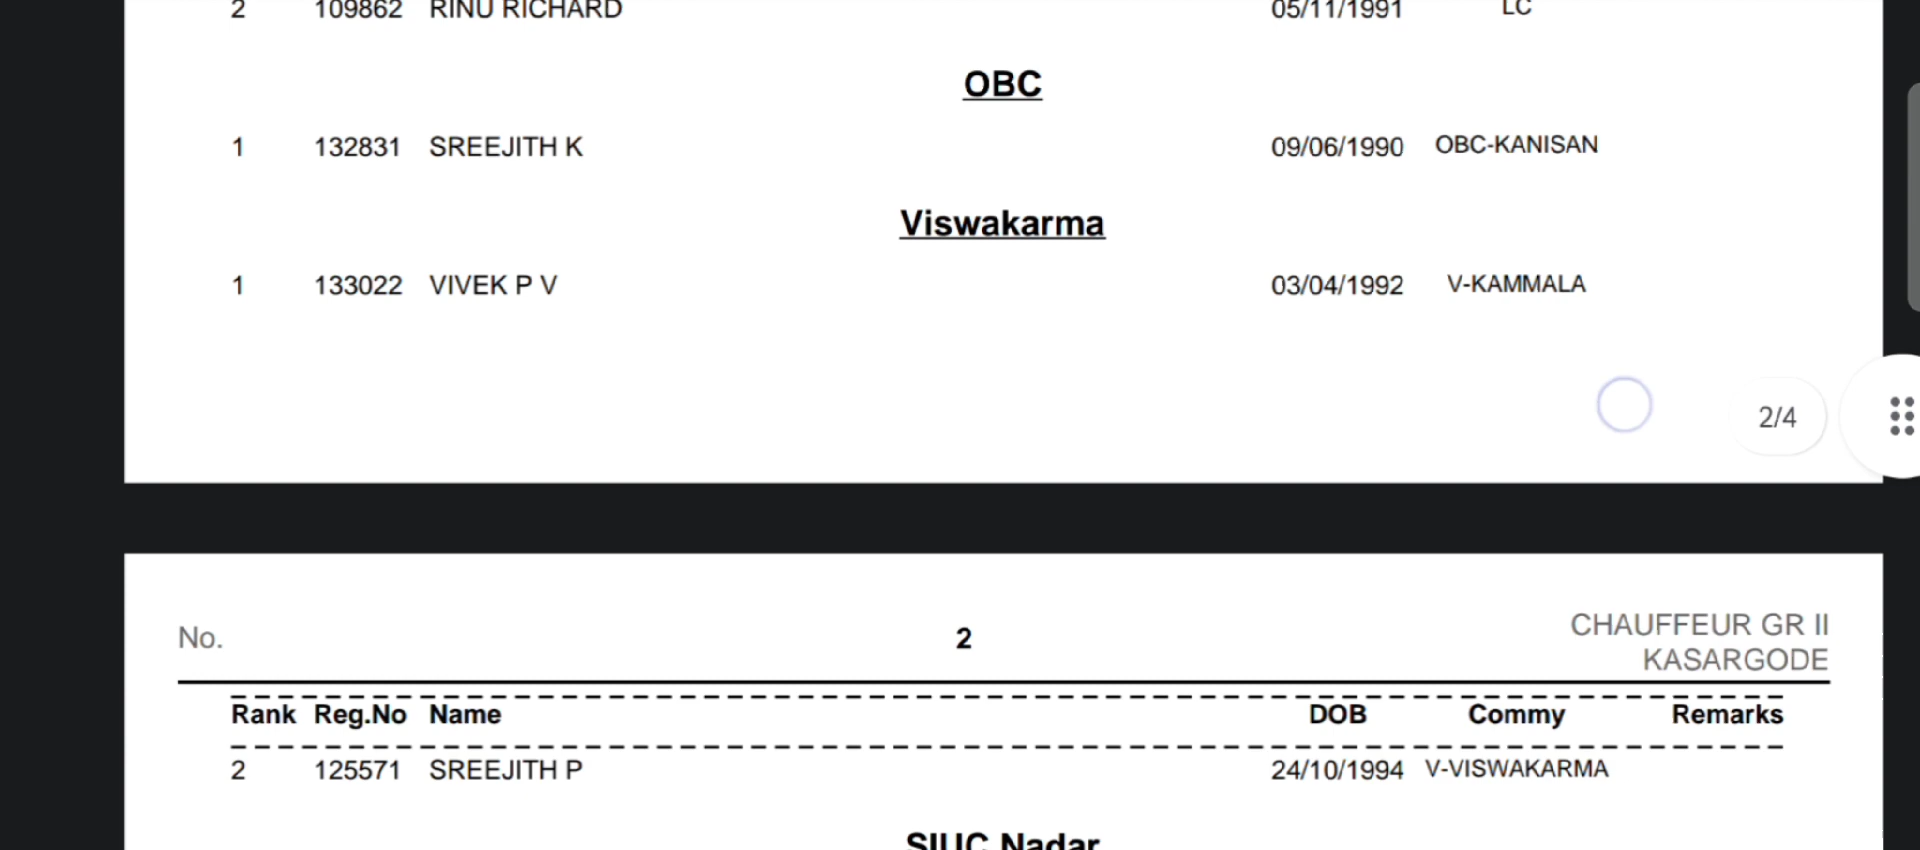 2 109862 RINU RICHARD 05/11/1991 LC
OBC
1 132831 SREEJITH K 09/06/1990 OBC-KANISAN
Viswakarma
1 133022 VIVEK P V 03/04/1992 V-KAMMALA
2/4
No. 2 CHAUFFEUR GR II
KASARGODE
Rank Reg.No Name DOB Commy Remarks
2 125571 SREEJITH P 24/10/1994 V-VISWAKARMA
SIUC Nadar